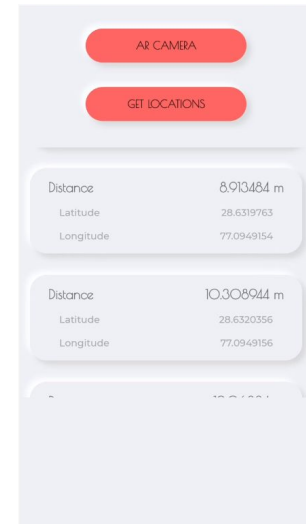 AR CAMERA
GET LOCATIONS
Distance 8.913484 m
Latitude 28.6319763
Longitude 77.0949154
Distance 10.308944 m
Latitude 28.6320356
Longitude 77.0949156